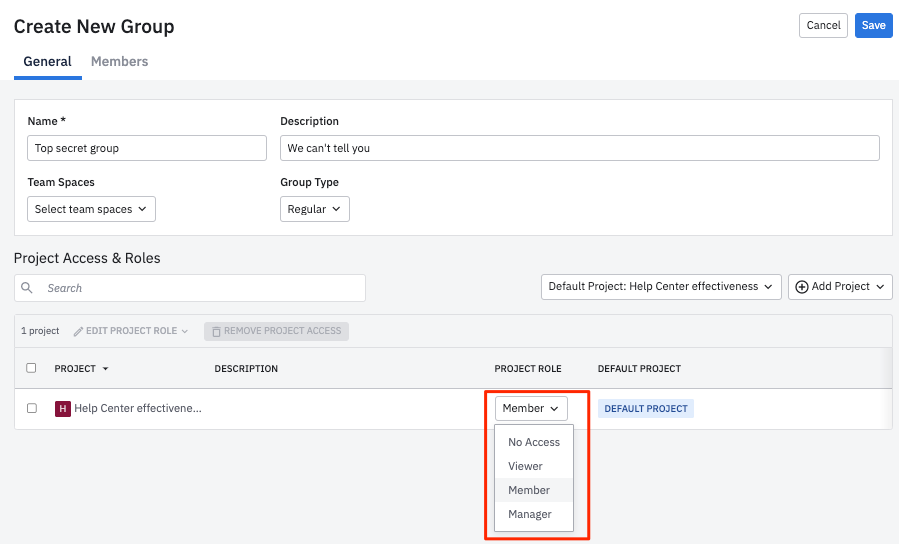 Create New Group
Cancel
Save
General
Members
Name *
Description
Top secret group
We can't tell you
Team Spaces
Group Type
Select team spaces
Regular
Project Access & Roles
Search
Default Project: Help Center effectiveness
Add Project
1 project
EDIT PROJECT ROLE
REMOVE PROJECT ACCESS
PROJECT
DESCRIPTION
PROJECT ROLE
DEFAULT PROJECT
H
Help Center effectivene...
Member
DEFAULT PROJECT
No Access
Viewer
Member
Manager